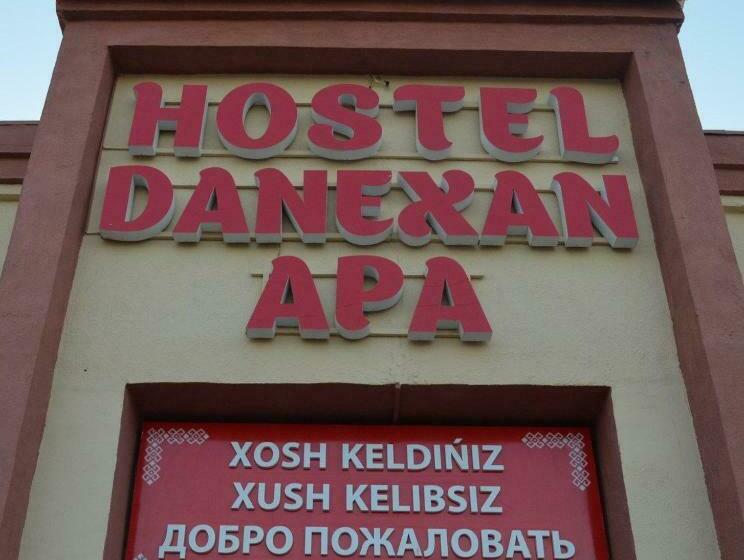 HOSTEL
DANEXAN
APA
XOSH KELDIŃIZ
XUSH KELIBSIZ
ДОБРО ПОЖАЛОВАТЬ